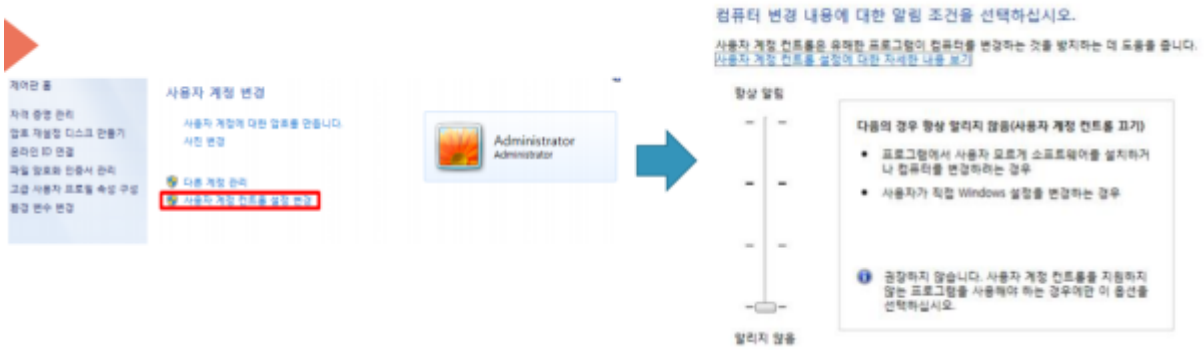 제어판 홈
자격 증명 관리
암호 재설정 디스크 만들기
온라인 ID 연결
파일 암호화 인증서 관리
고급 사용자 프로필 속성 구성
환경 변수 변경
사용자 계정 변경
사용자 계정에 대한 암호를 만듭니다.
사진 변경
다른 계정 관리
사용자 계정 컨트롤 설정 변경
Administrator
Administrator
컴퓨터 변경 내용에 대한 알림 조건을 선택하십시오.
사용자 계정 컨트롤은 유해한 프로그램이 컴퓨터를 변경하는 것을 방지하는 데 도움을 줍니다.
사용자 계정 컨트롤 설정에 대한 자세한 내용 보기
항상 알림
다음의 경우 항상 알리지 않음(사용자 계정 컨트롤 끄기)
프로그램에서 사용자 모르게 소프트웨어를 설치하거
나 컴퓨터를 변경하려는 경우
사용자가 직접 Windows 설정을 변경하는 경우
권장하지 않습니다. 사용자 계정 컨트롤을 지원하지
않는 프로그램을 사용해야 하는 경우에만 이 옵션을
선택하십시오.
알리지 않음